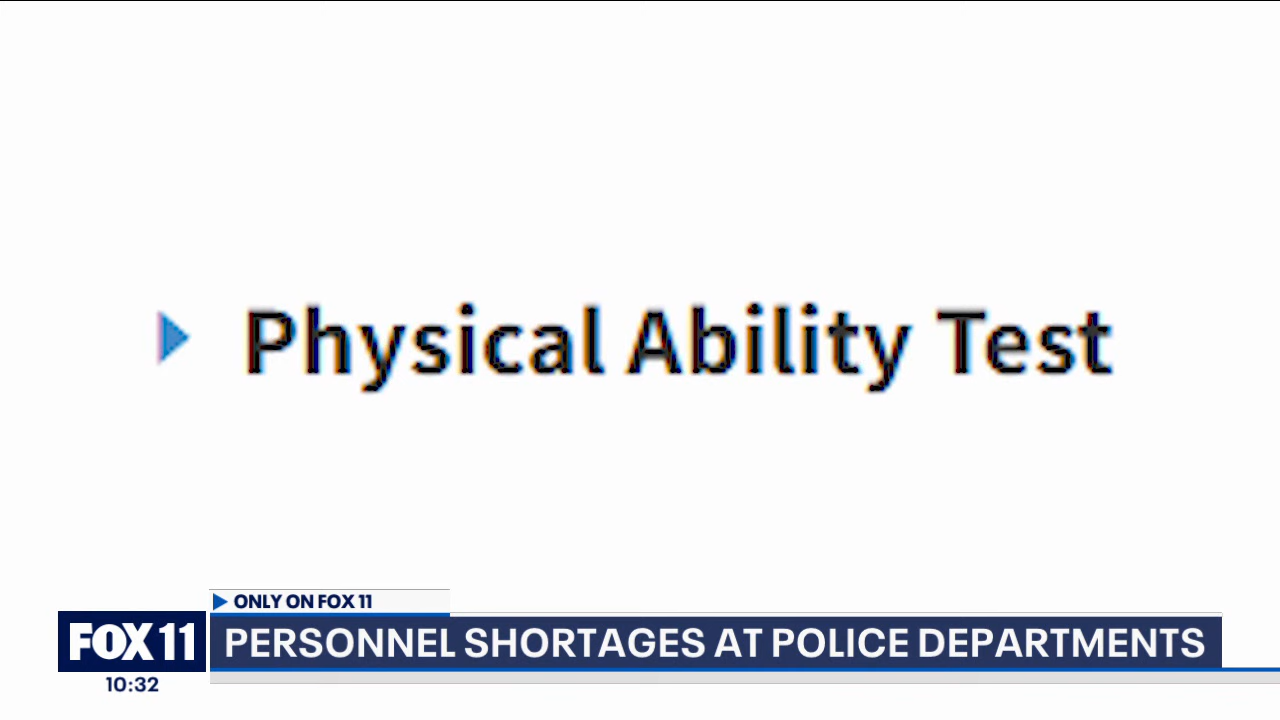 Physical Ability Test
ONLY ON FOX 11
FOX 11
PERSONNEL SHORTAGES AT POLICE DEPARTMENTS
10:32